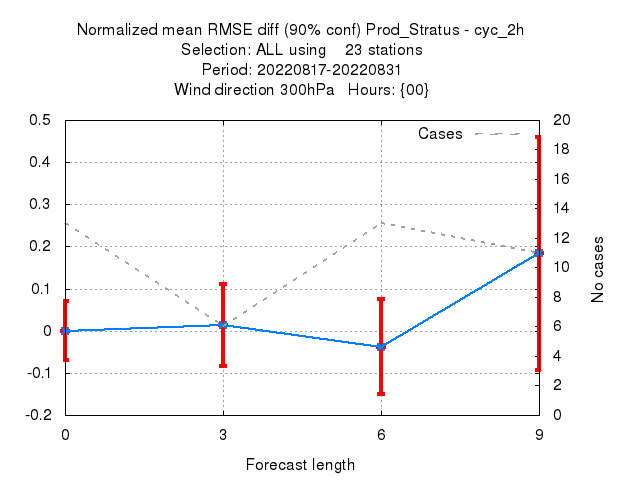 Normalized mean RMSE diff (90% conf) Prod_Stratus - cyc_2h
Selection: ALL using    23 stations
Period: 20220817-20220831
Wind direction 300hPa   Hours: {00}
0.5
0.4
0.3
0.2
0.1
0
-0.1
-0.2
Cases
20
18
16
14
12
10
8
6
4
2
0
No cases
0 3 6 9
Forecast length